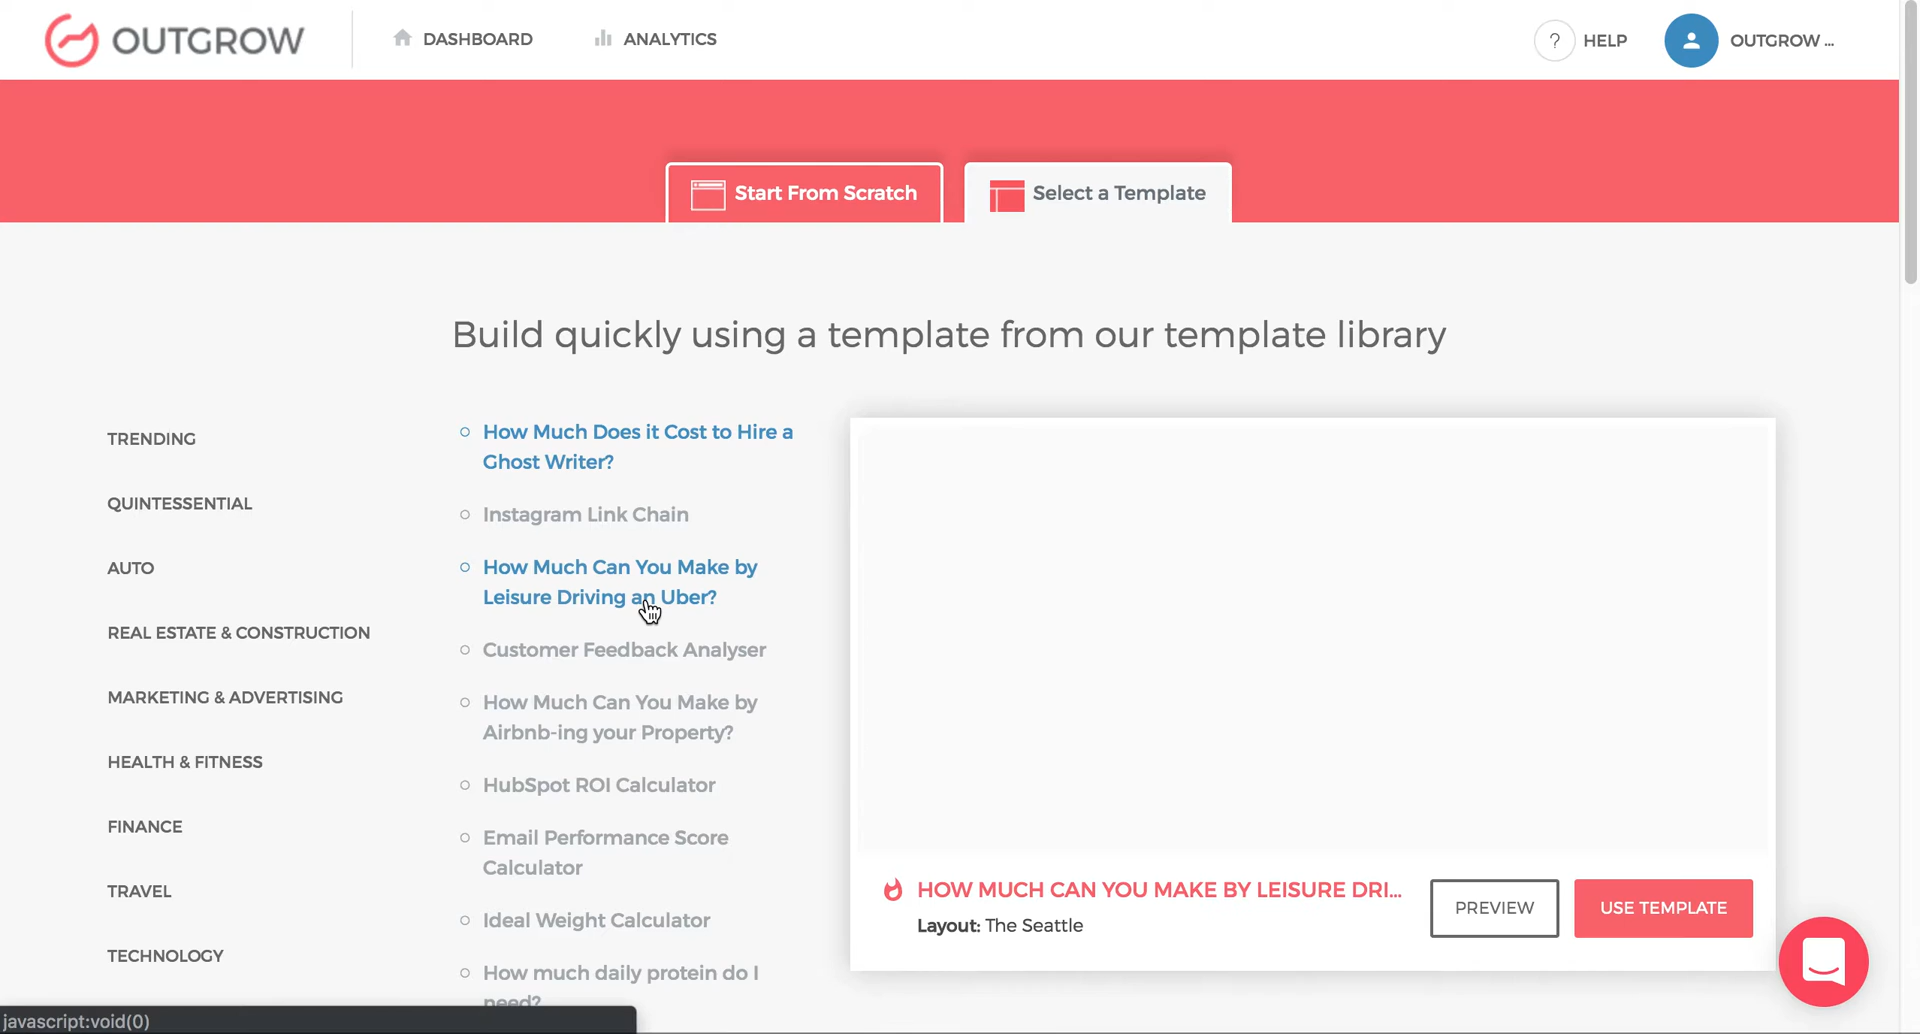 OUTGROW
DASHBOARD
ANALYTICS
?
HELP
OUTGROW ...
Start From Scratch
Select a Template
Build quickly using a template from our template library
TRENDING
QUINTESSENTIAL
AUTO
REAL ESTATE & CONSTRUCTION
MARKETING & ADVERTISING
HEALTH & FITNESS
FINANCE
TRAVEL
TECHNOLOGY
How Much Does it Cost to Hire a
Ghost Writer?
Instagram Link Chain
How Much Can You Make by
Leisure Driving an Uber?
Customer Feedback Analyser
How Much Can You Make by
Airbnb-ing your Property?
HubSpot ROI Calculator
Email Performance Score
Calculator
Ideal Weight Calculator
How much daily protein do I
need?
HOW MUCH CAN YOU MAKE BY LEISURE DRI...
Layout: The Seattle
PREVIEW
USE TEMPLATE
javascript:void(0)